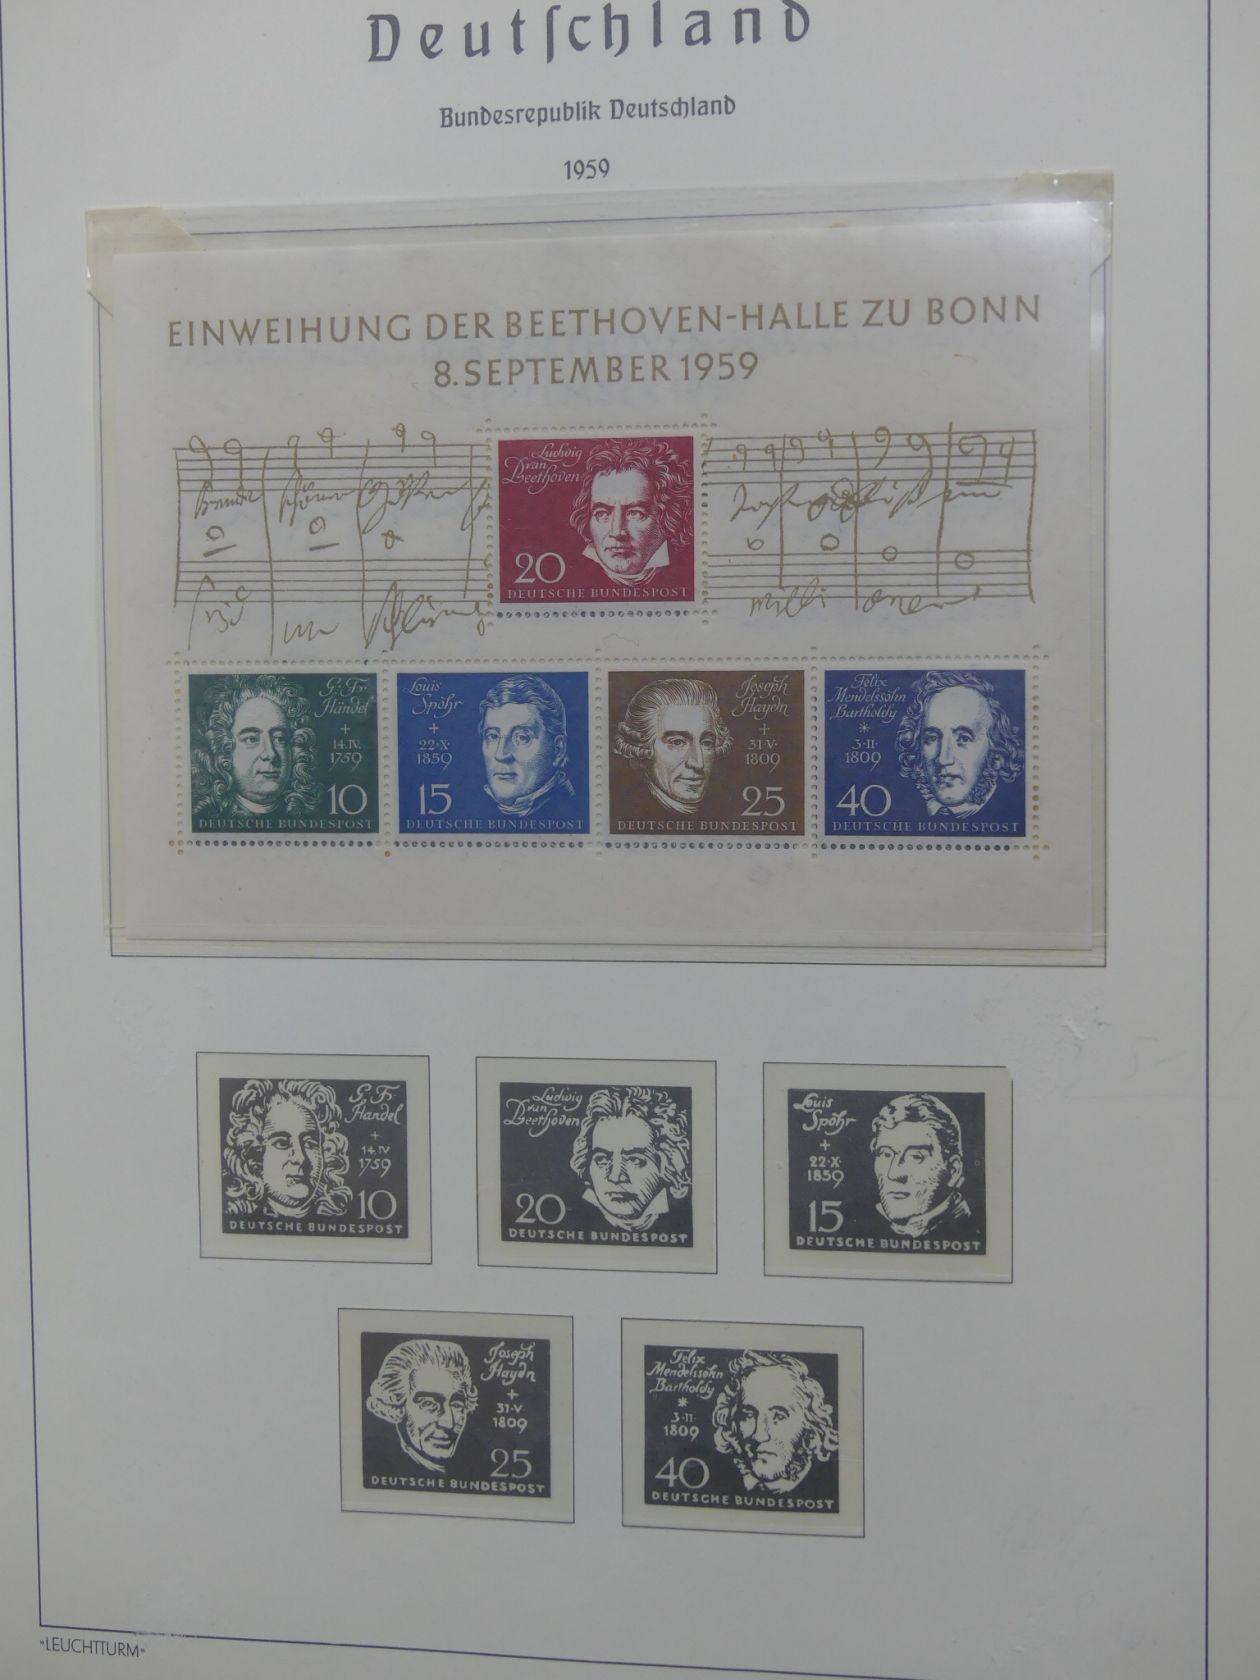 Deutſchland
Bundesrepublik Deutschland
1959
EINWEIHUNG DER BEETHOVEN-HALLE ZU BONN
8. SEPTEMBER 1959
Ludwig
van
Beethoven
20
DEUTSCHE BUNDESPOST
G. Fr.
Händel
+
14.IV.
1759
10
DEUTSCHE BUNDESPOST
Louis
Spohr
+
22·X
1859
15
DEUTSCHE BUNDESPOST
Joseph
Haydn
+
31·V·
1809
25
DEUTSCHE BUNDESPOST
Felix
Mendelssohn
Bartholdy
*
3·II·
1809
40
DEUTSCHE BUNDESPOST
G. Fr.
Händel
+
14·IV
1759
10
DEUTSCHE BUNDESPOST
Ludwig
van
Beethoven
20
DEUTSCHE BUNDESPOST
Louis
Spohr
+
22·X
1859
15
DEUTSCHE BUNDESPOST
Joseph
Haydn
+
31·V
1809
25
DEUTSCHE BUNDESPOST
Felix
Mendelssohn
Bartholdy
*
3·II·
1809
40
DEUTSCHE BUNDESPOST
"LEUCHTTURM"